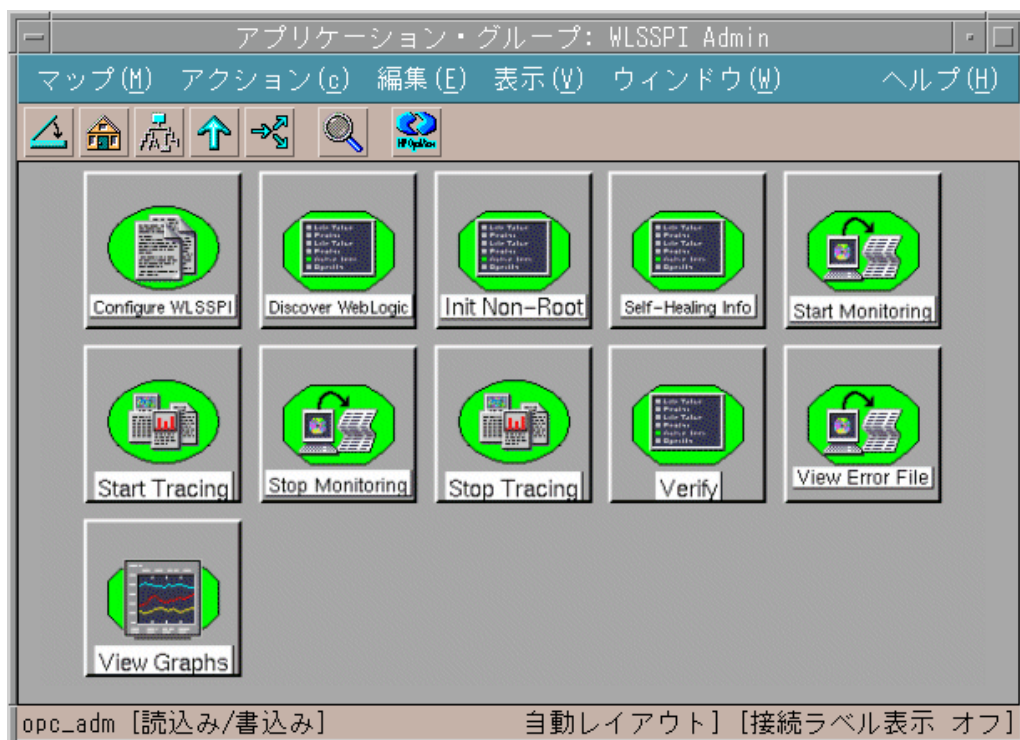 アプリケーション・グループ: WLSSPI Admin
マップ(M) アクション(c) 編集(E) 表示(V) ウィンドウ(W) ヘルプ(H)
HP OpenView
Configure WLSSPI Discover WebLogic Init Non-Root Self-Healing Info Start Monitoring
Start Tracing Stop Monitoring Stop Tracing Verify View Error File
View Graphs
opc_adm [読込み/書込み] 自動レイアウト] [接続ラベル表示 オフ]